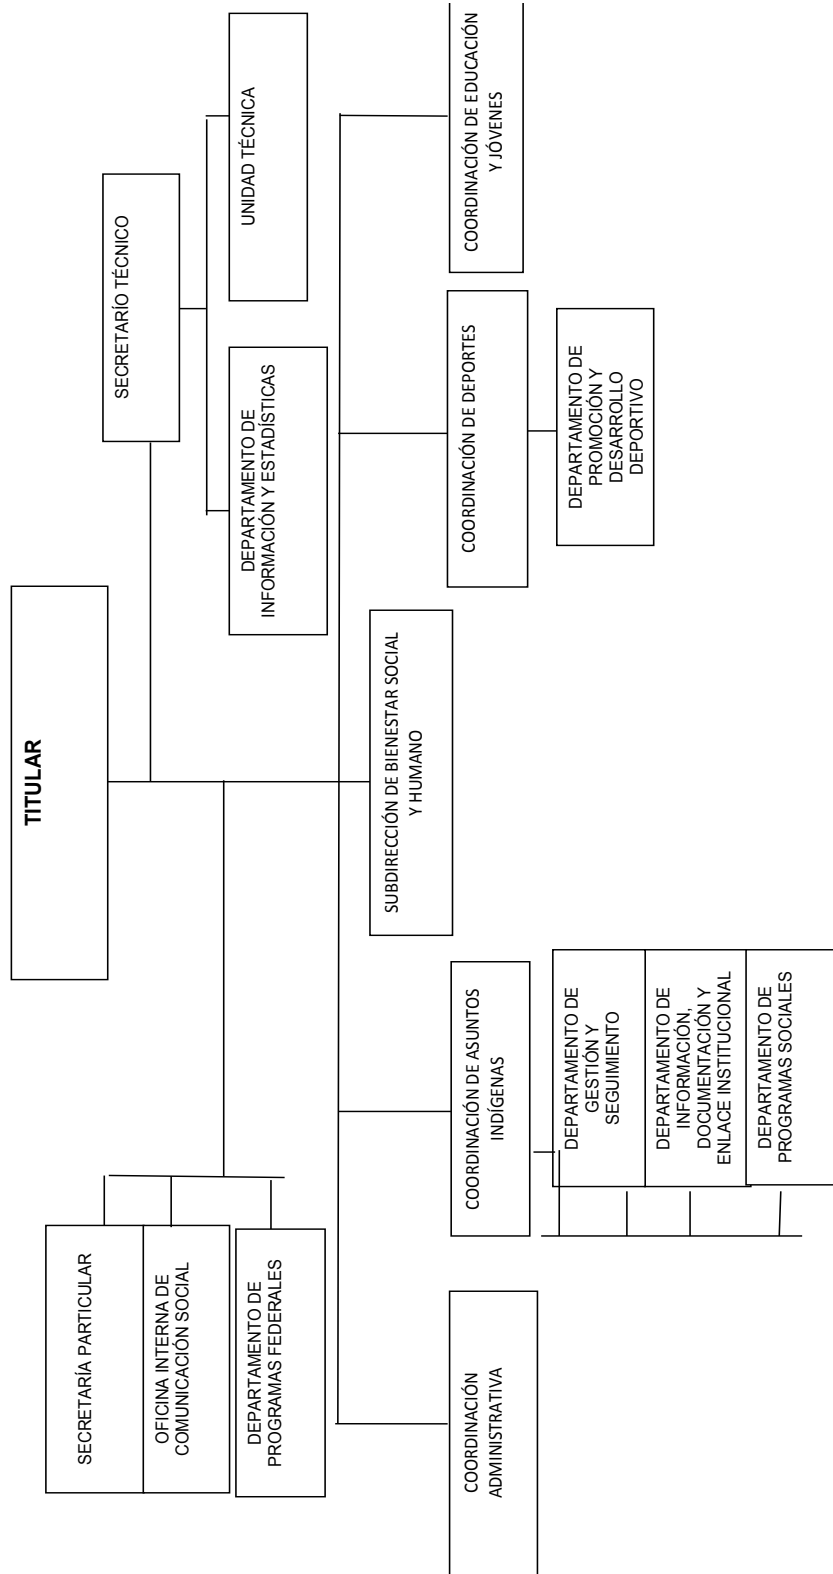 TITULAR
SECRETARÍO TÉCNICO
SECRETARÍA PARTICULAR
OFICINA INTERNA DE
COMUNICACIÓN SOCIAL
DEPARTAMENTO DE
PROGRAMAS FEDERALES
DEPARTAMENTO DE
INFORMACIÓN Y ESTADÍSTICAS
UNIDAD TÉCNICA
SUBDIRECCIÓN DE BIENESTAR SOCIAL
Y HUMANO
COORDINACIÓN
ADMINISTRATIVA
COORDINACIÓN DE ASUNTOS
INDÍGENAS
COORDINACIÓN DE DEPORTES
COORDINACIÓN DE EDUCACIÓN
Y JÓVENES
DEPARTAMENTO DE
GESTIÓN Y
SEGUIMIENTO
DEPARTAMENTO DE
INFORMACIÓN,
DOCUMENTACIÓN Y
ENLACE INSTITUCIONAL
DEPARTAMENTO DE
PROGRAMAS SOCIALES
DEPARTAMENTO DE
PROMOCIÓN Y
DESARROLLO
DEPORTIVO